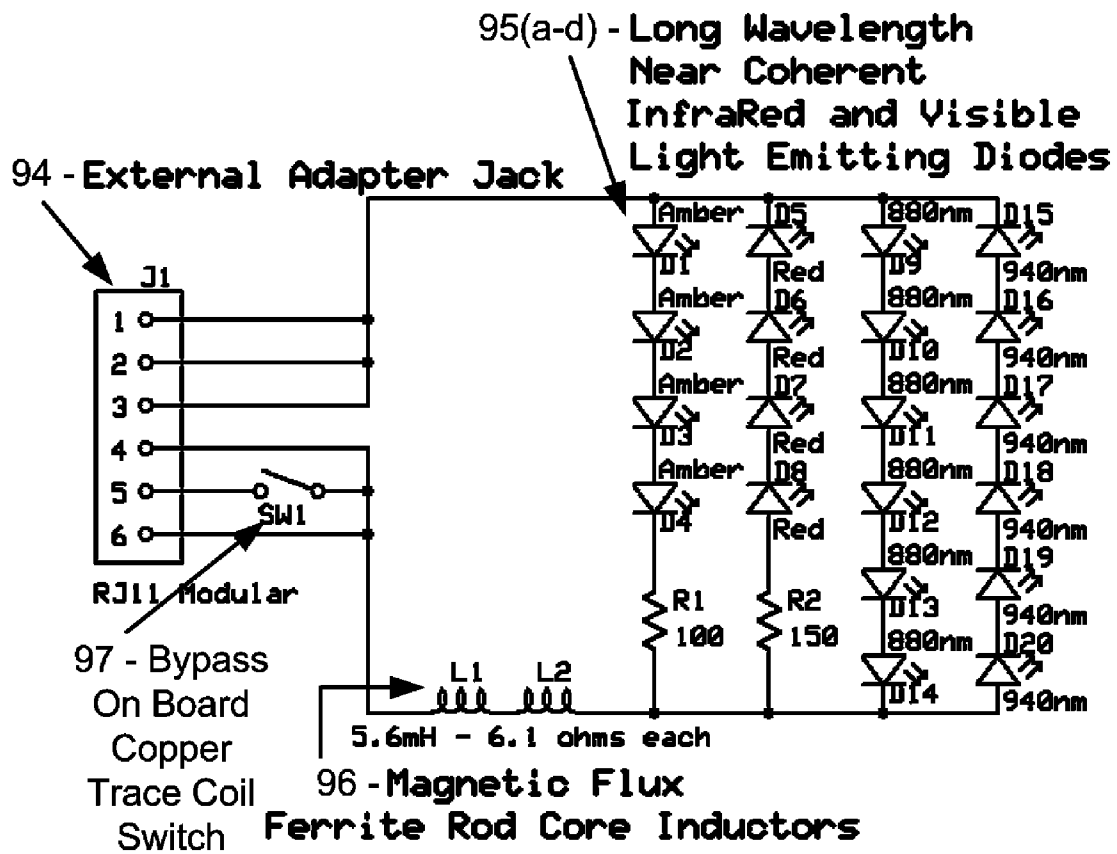 95(a-d) - Long Wavelength
Near Coherent
InfraRed and Visible
Light Emitting Diodes
94 - External Adapter Jack
J1
1
2
3
4
5
6
SW1
RJ11 Modular
97 - Bypass
On Board
Copper
Trace Coil
Switch
L1 L2
5.6mH - 6.1 ohms each
96 - Magnetic Flux
Ferrite Rod Core Inductors
Amber D5 880nm D15
D1 Red D9 940nm
Amber D6 880nm D16
D2 Red D10 940nm
Amber D7 880nm D17
D3 Red D11 940nm
Amber D8 880nm D18
D4 Red D12 940nm
880nm D19
R1 R2 D13 940nm
100 150
880nm D20
D14 940nm